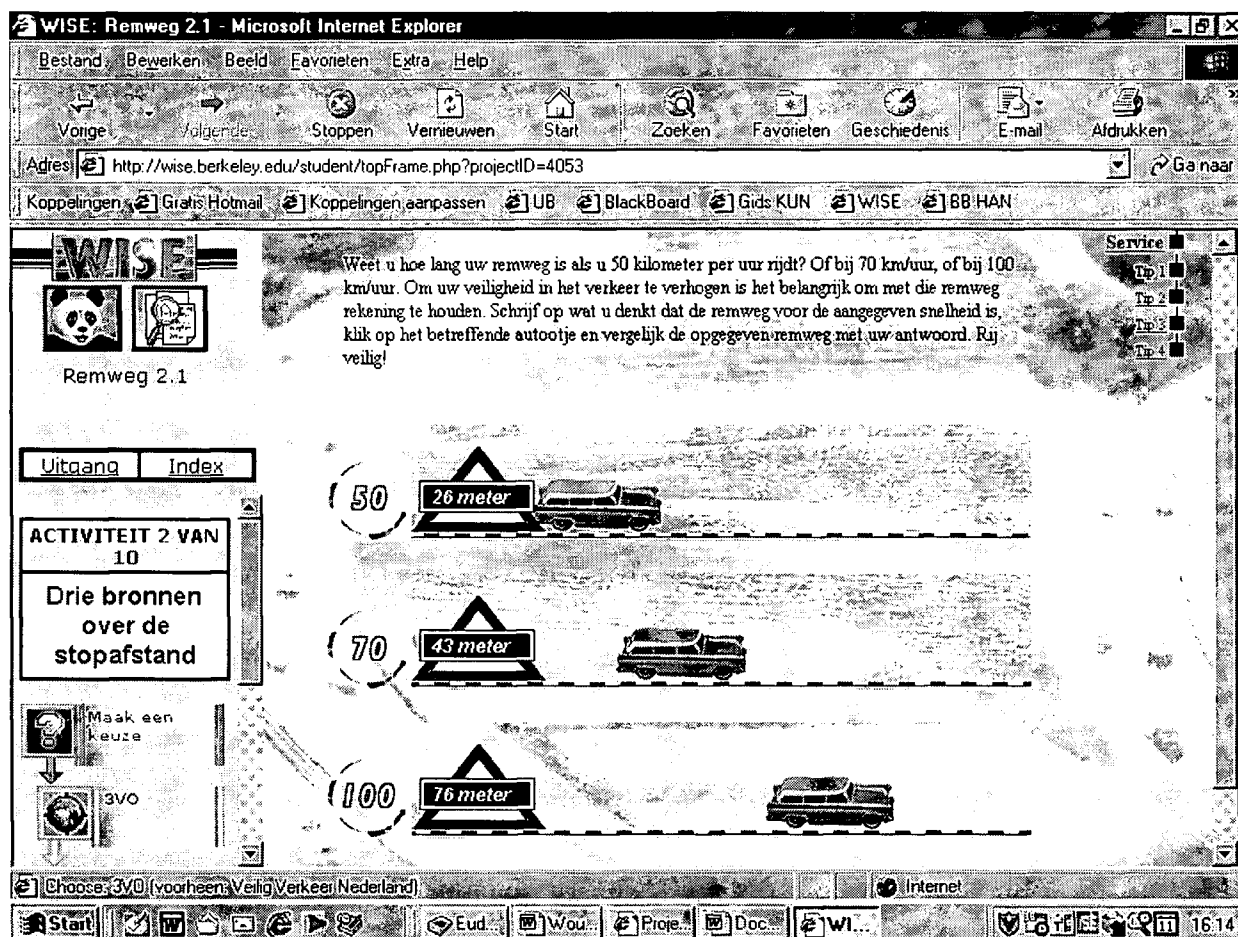 WISE: Remweg 2.1 - Microsoft Internet Explorer
Bestand Bewerken Beeld Favorieten Extra Help
Vorige Volgende Stoppen Vernieuwen Start Zoeken Favorieten Geschiedenis E-mail Afdrukken »
Adres http://wise.berkeley.edu/student/topFrame.php?projectID=4053 Ga naar
Koppelingen Gratis Hotmail Koppelingen aanpassen UB BlackBoard Gids KUN WISE BB HAN
WISE
Remweg 2.1
Uitgang Index
ACTIVITEIT 2 VAN
10
Drie bronnen
over de
stopafstand
Maak een
keuze
3VO
Weet u hoe lang uw remweg is als u 50 kilometer per uur rijdt? Of bij 70 km/uur, of bij 100
km/uur. Om uw veiligheid in het verkeer te verhogen is het belangrijk om met die remweg
rekening te houden. Schrijf op wat u denkt dat de remweg voor de aangegeven snelheid is,
klik op het betreffende autootje en vergelijk de opgegeven remweg met uw antwoord. Rij
veilig!
Service
Tip 1
Tip 2
Tip 3
Tip 4
50 26 meter
70 43 meter
100 76 meter
Choose: 3VO (voorheen: Veilig Verkeer Nederland) Internet
Start Eud... Wou... Proje... Doc... WI... 11 16:14